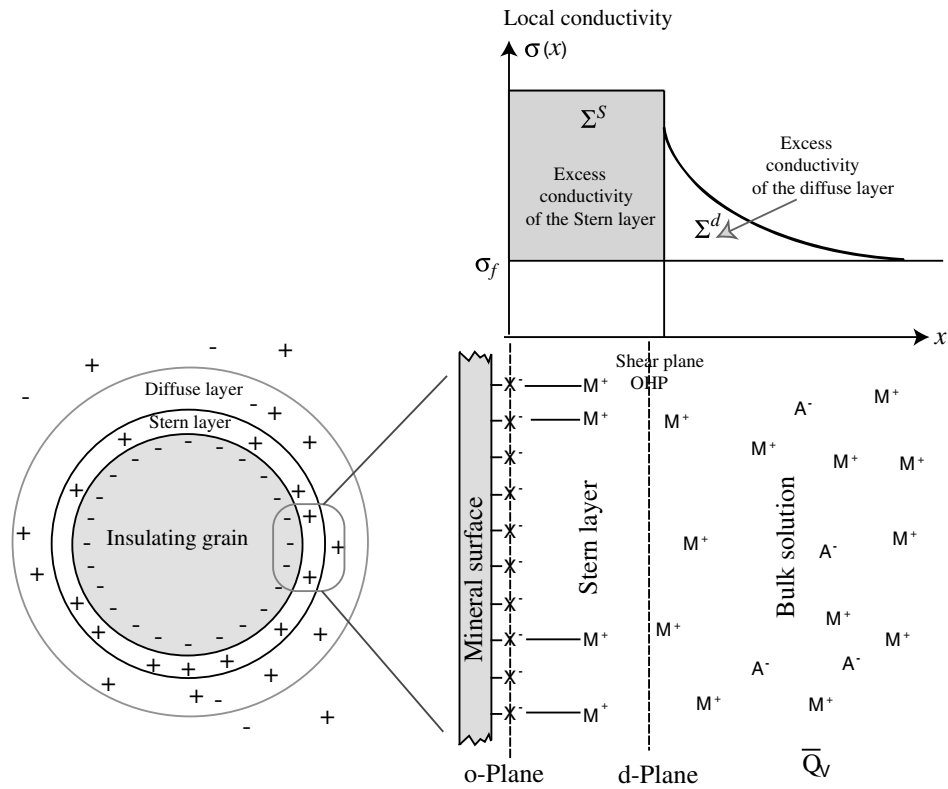 Local conductivity
σ(x)
Σ^S
Excess
conductivity
of the Stern layer
Excess
conductivity
of the diffuse layer
Σ^d
σ_f
x
Diffuse layer
Stern layer
Insulating grain
Mineral surface
Stern layer
Shear plane
OHP
Bulk solution
X⁻ M⁺
X⁻ M⁺
X⁻
X⁻
X⁻
X⁻
X⁻
X⁻ M⁺
X⁻
X⁻ M⁺
A⁻ M⁺
M⁺
M⁺
M⁺ M⁺
M⁺
M⁺
A⁻
M⁺
M⁺
M⁺
A⁻ A⁻
M⁺ M⁺
o-Plane
d-Plane
Q̅_V